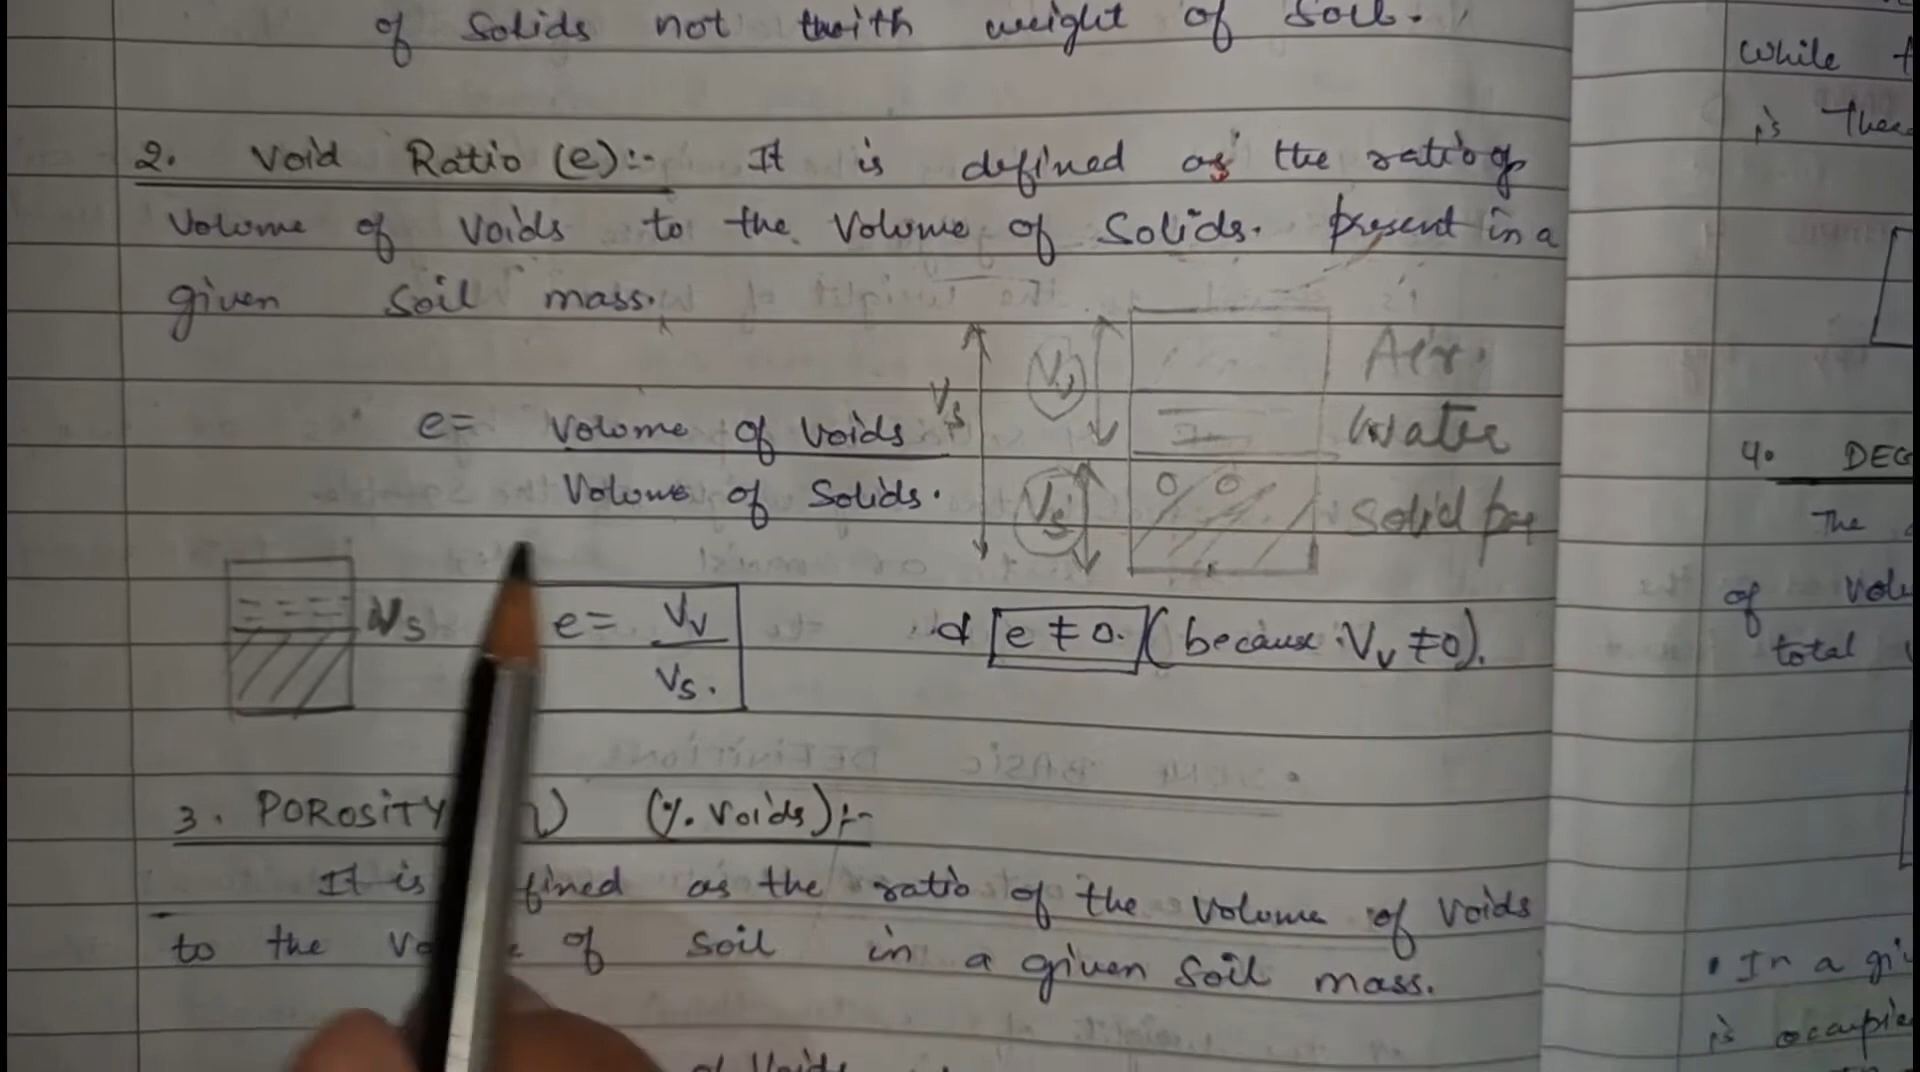 of Solids not with weight of Soil.
2. Void Ratio (e):- It is defined as the ratio of
Volume of Voids to the Volume of Solids. Present in a
given Soil mass.
e = Volume of Voids
Volume of Solids.
Vs
Vv
Vs
Air
Water
Solid
Vs
e = Vv
Vs.
e ≠ 0. (because Vv ≠ 0).
3. POROSITY (% Voids):-
It is as the ratio of the Volume of Voids
to the of Soil in a given Soil mass.
of Voids
While
is
4. DEG
The
of
total
In a
is